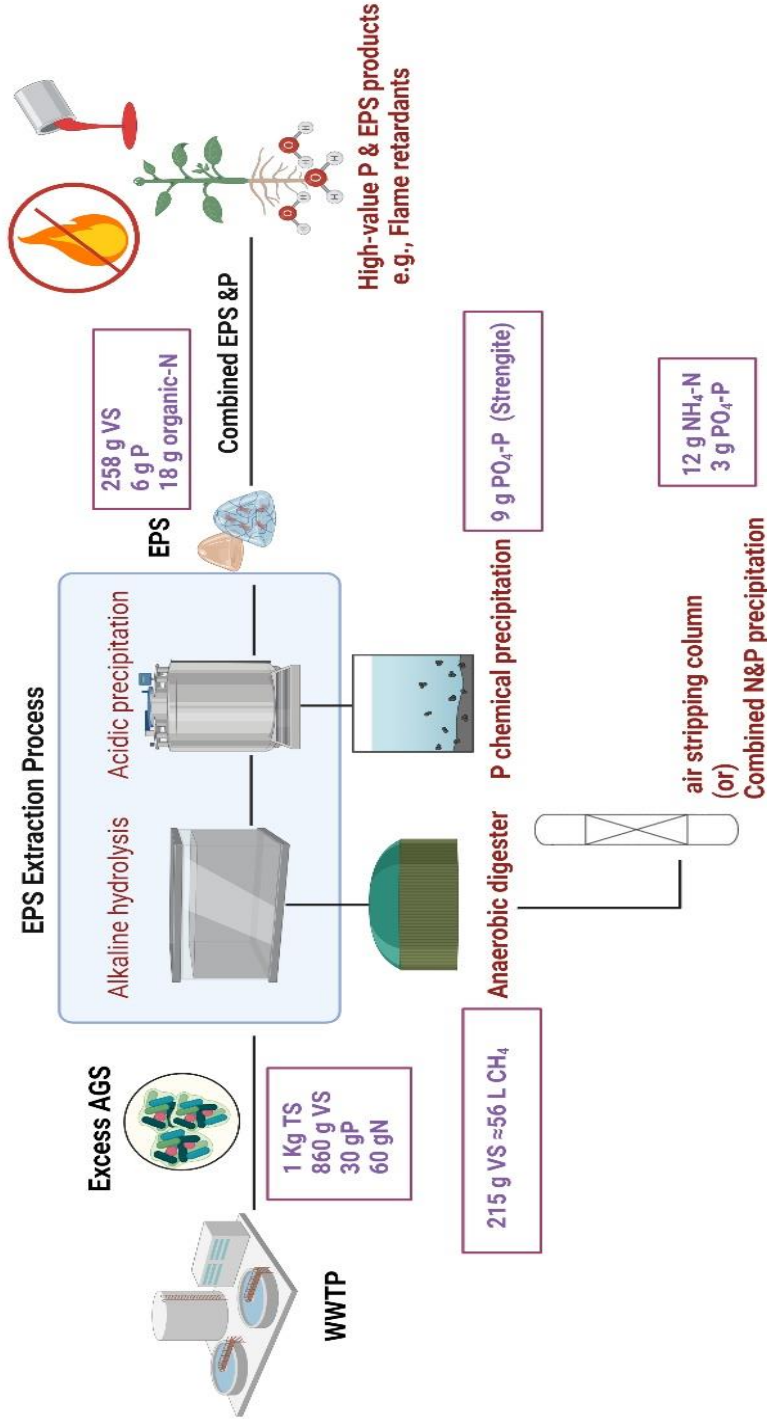 EPS Extraction Process
WWTP
Excess AGS
1 Kg TS
860 g VS
30 gP
60 gN
Alkaline hydrolysis
Acidic precipitation
EPS
258 g VS
6 g P
18 g organic-N
Combined EPS &P
High-value P & EPS products
e.g., Flame retardants
O
H
H
O
H
H
O
H
H
215 g VS ≈56 L CH₄
Anaerobic digester
P chemical precipitation
9 g PO₄-P (Strengite)
air stripping column
(or)
Combined N&P precipitation
12 g NH₄-N
3 g PO₄-P